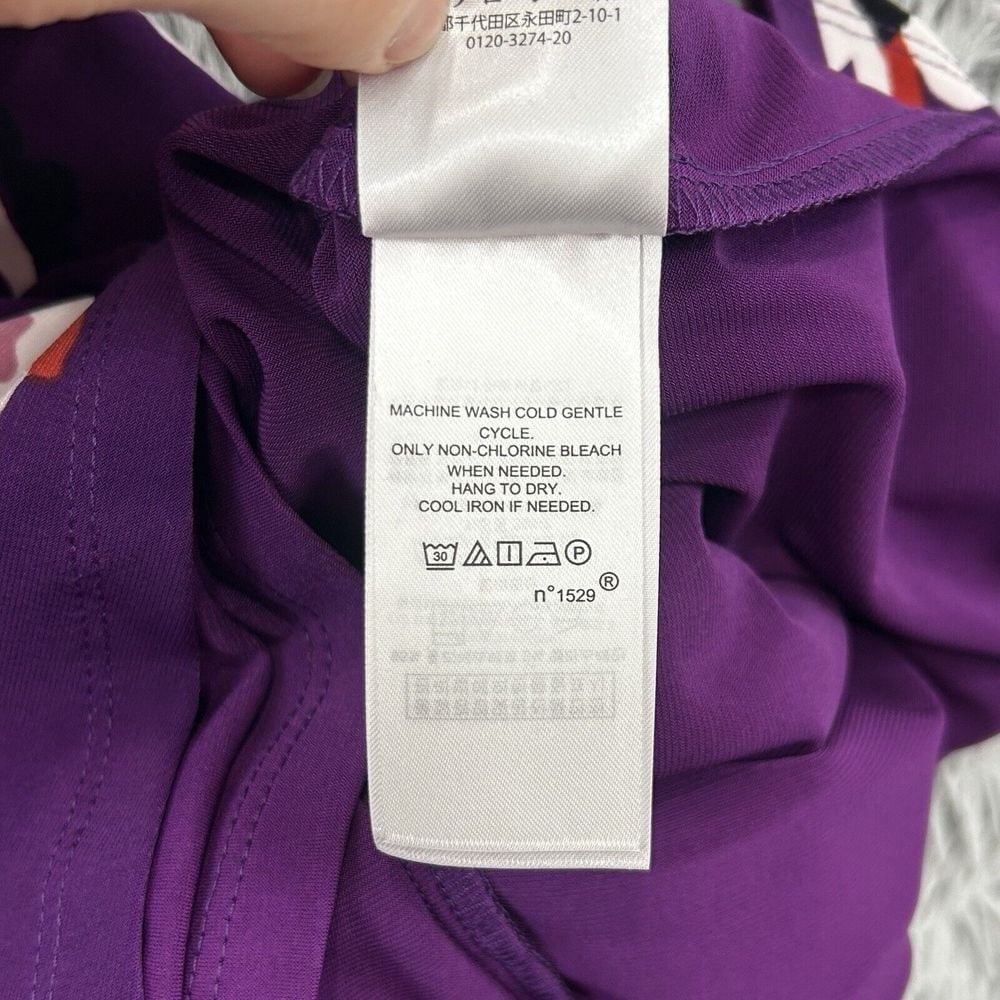 都千代田区永田町2-10-1
0120-3274-20
MACHINE WASH COLD GENTLE
CYCLE.
ONLY NON-CHLORINE BLEACH
WHEN NEEDED.
HANG TO DRY.
COOL IRON IF NEEDED.
30 P
n°1529®